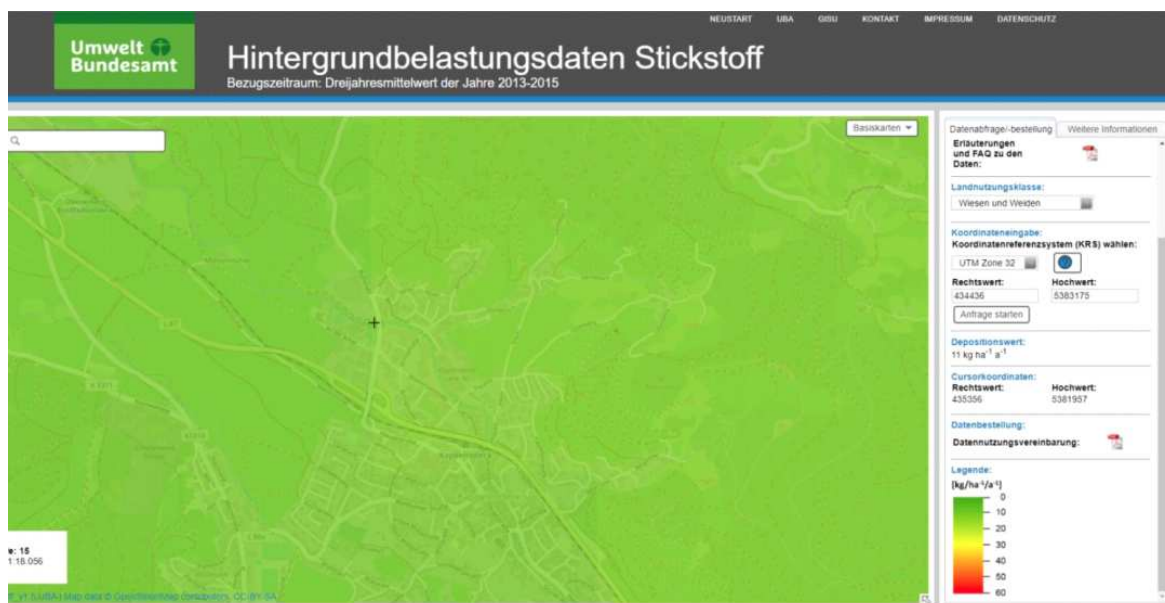 NEUSTART UBA GISU KONTAKT IMPRESSUM DATENSCHUTZ
Umwelt
Bundesamt
Hintergrundbelastungsdaten Stickstoff
Bezugszeitraum: Dreijahresmittelwert der Jahre 2013-2015
Basiskarten
Datenabfrage/-bestellung
Weitere Informationen
Erläuterungen
und FAQ zu den
Daten:
Landnutzungsklasse:
Wiesen und Weiden
Koordinateneingabe:
Koordinatenreferenzsystem (KRS) wählen:
UTM Zone 32
Rechtswert: Hochwert:
434436 5383175
Anfrage starten
Depositionswert:
11 kg ha⁻¹ a⁻¹
Cursorkoordinaten:
Rechtswert: Hochwert:
435356 5381957
Datenbestellung:
Datennutzungsvereinbarung:
Legende:
[kg/ha⁻¹/a⁻¹]
0
10
20
30
40
50
60
e: 15
1:18.056
(UBA) Map data © OpenStreetMap contributors, CC-BY-SA